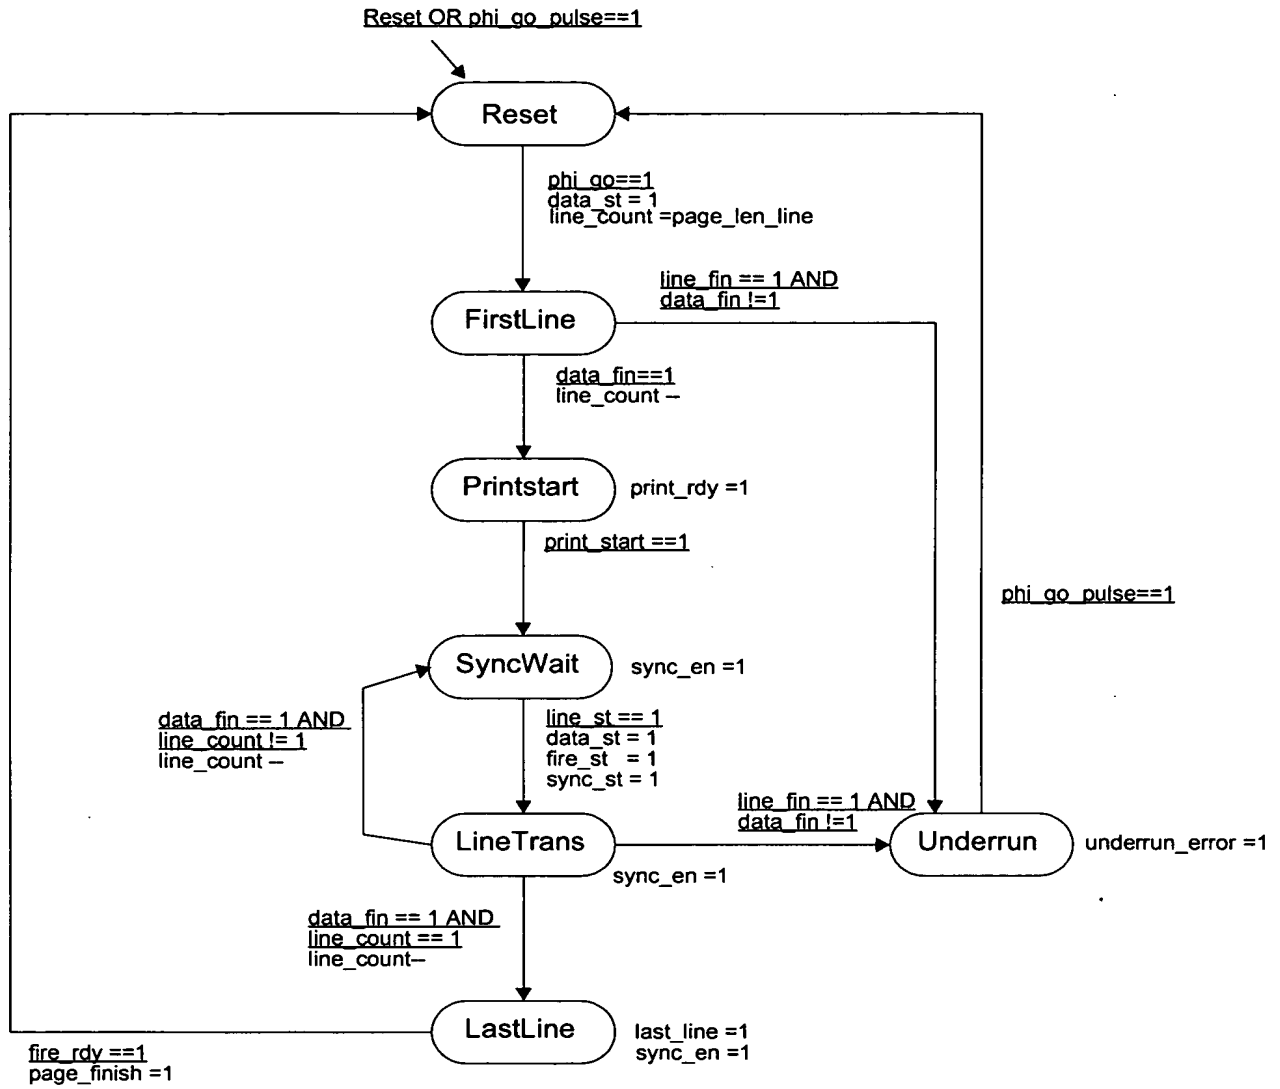 Reset OR phi_go_pulse==1
Reset
phi_go==1
data_st = 1
line_count =page_len_line
line_fin == 1 AND
data_fin !=1
FirstLine
data_fin==1
line_count –
Printstart
print_rdy =1
print_start ==1
phi_go_pulse==1
SyncWait
sync_en =1
data_fin == 1 AND
line_count != 1
line_count –
line_st == 1
data_st = 1
fire_st = 1
sync_st = 1
line_fin == 1 AND
data_fin !=1
LineTrans
sync_en =1
Underrun
underrun_error =1
data_fin == 1 AND
line_count == 1
line_count–
LastLine
last_line =1
sync_en =1
fire_rdy ==1
page_finish =1